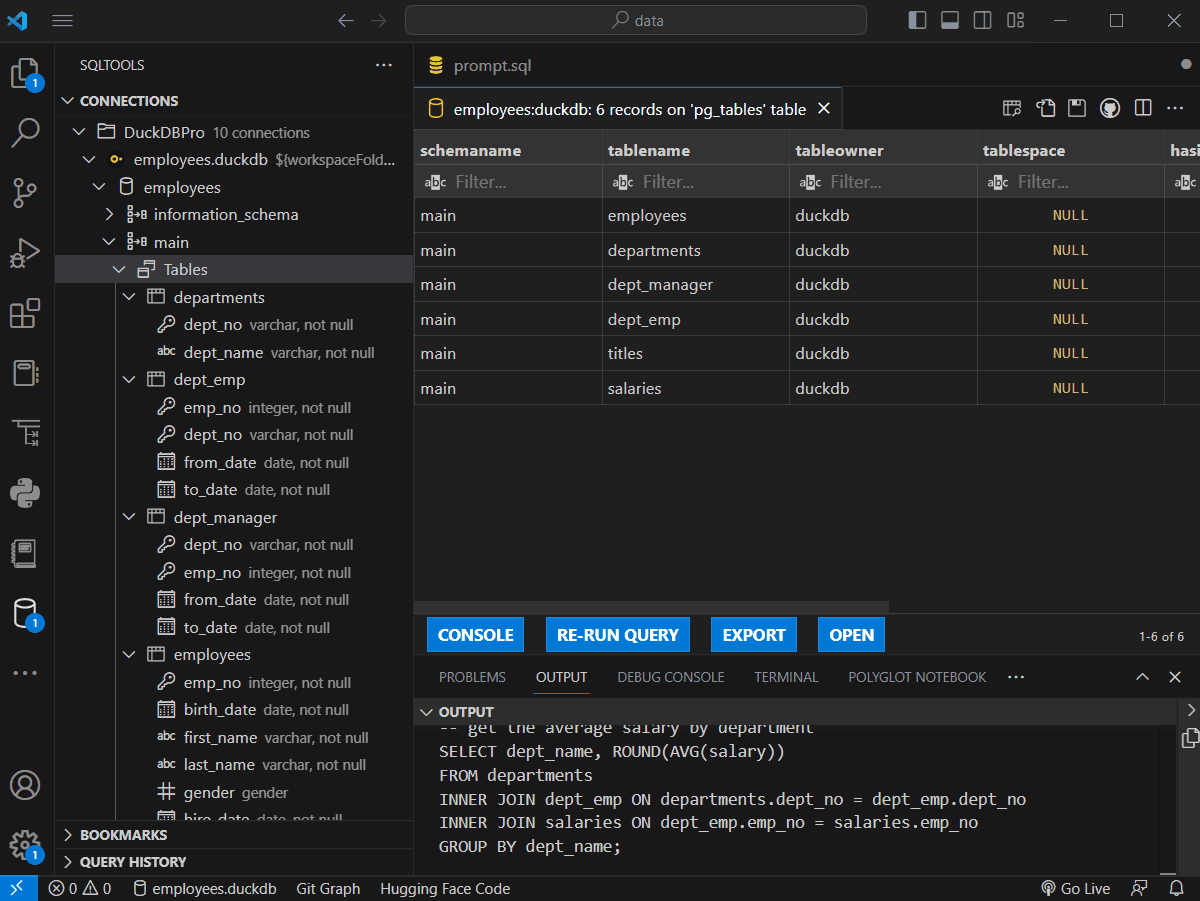 data
1
SQLTOOLS
CONNECTIONS
DuckDBPro 10 connections
employees.duckdb ${workspaceFold...
employees
information_schema
main
Tables
departments
dept_no varchar, not null
abc dept_name varchar, not null
dept_emp
emp_no integer, not null
dept_no varchar, not null
from_date date, not null
to_date date, not null
dept_manager
dept_no varchar, not null
emp_no integer, not null
from_date date, not null
to_date date, not null
employees
emp_no integer, not null
birth_date date, not null
abc first_name varchar, not null
abc last_name varchar, not null
gender gender
hire_date date, not null
BOOKMARKS
QUERY HISTORY
1
1
prompt.sql
employees:duckdb: 6 records on 'pg_tables' table
schemaname tablename tableowner tablespace hasi
abc Filter... abc Filter... abc Filter... abc Filter... abc
main employees duckdb NULL
main departments duckdb NULL
main dept_manager duckdb NULL
main dept_emp duckdb NULL
main titles duckdb NULL
main salaries duckdb NULL
CONSOLE RE-RUN QUERY EXPORT OPEN 1-6 of 6
PROBLEMS OUTPUT DEBUG CONSOLE TERMINAL POLYGLOT NOTEBOOK
OUTPUT
-- get the average salary by department
SELECT dept_name, ROUND(AVG(salary))
FROM departments
INNER JOIN dept_emp ON departments.dept_no = dept_emp.dept_no
INNER JOIN salaries ON dept_emp.emp_no = salaries.emp_no
GROUP BY dept_name;
0 0 employees.duckdb Git Graph Hugging Face Code Go Live